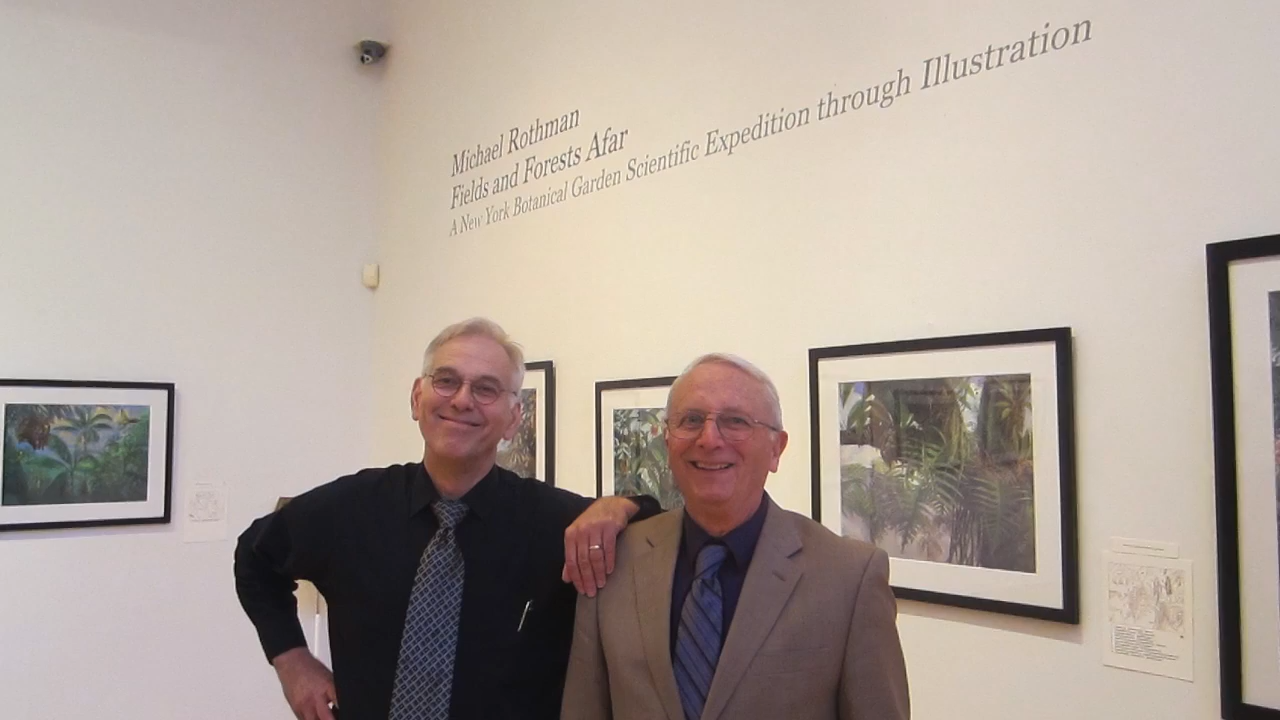 Michael Rothman
Fields and Forests Afar
A New York Botanical Garden Scientific Expedition through Illustration